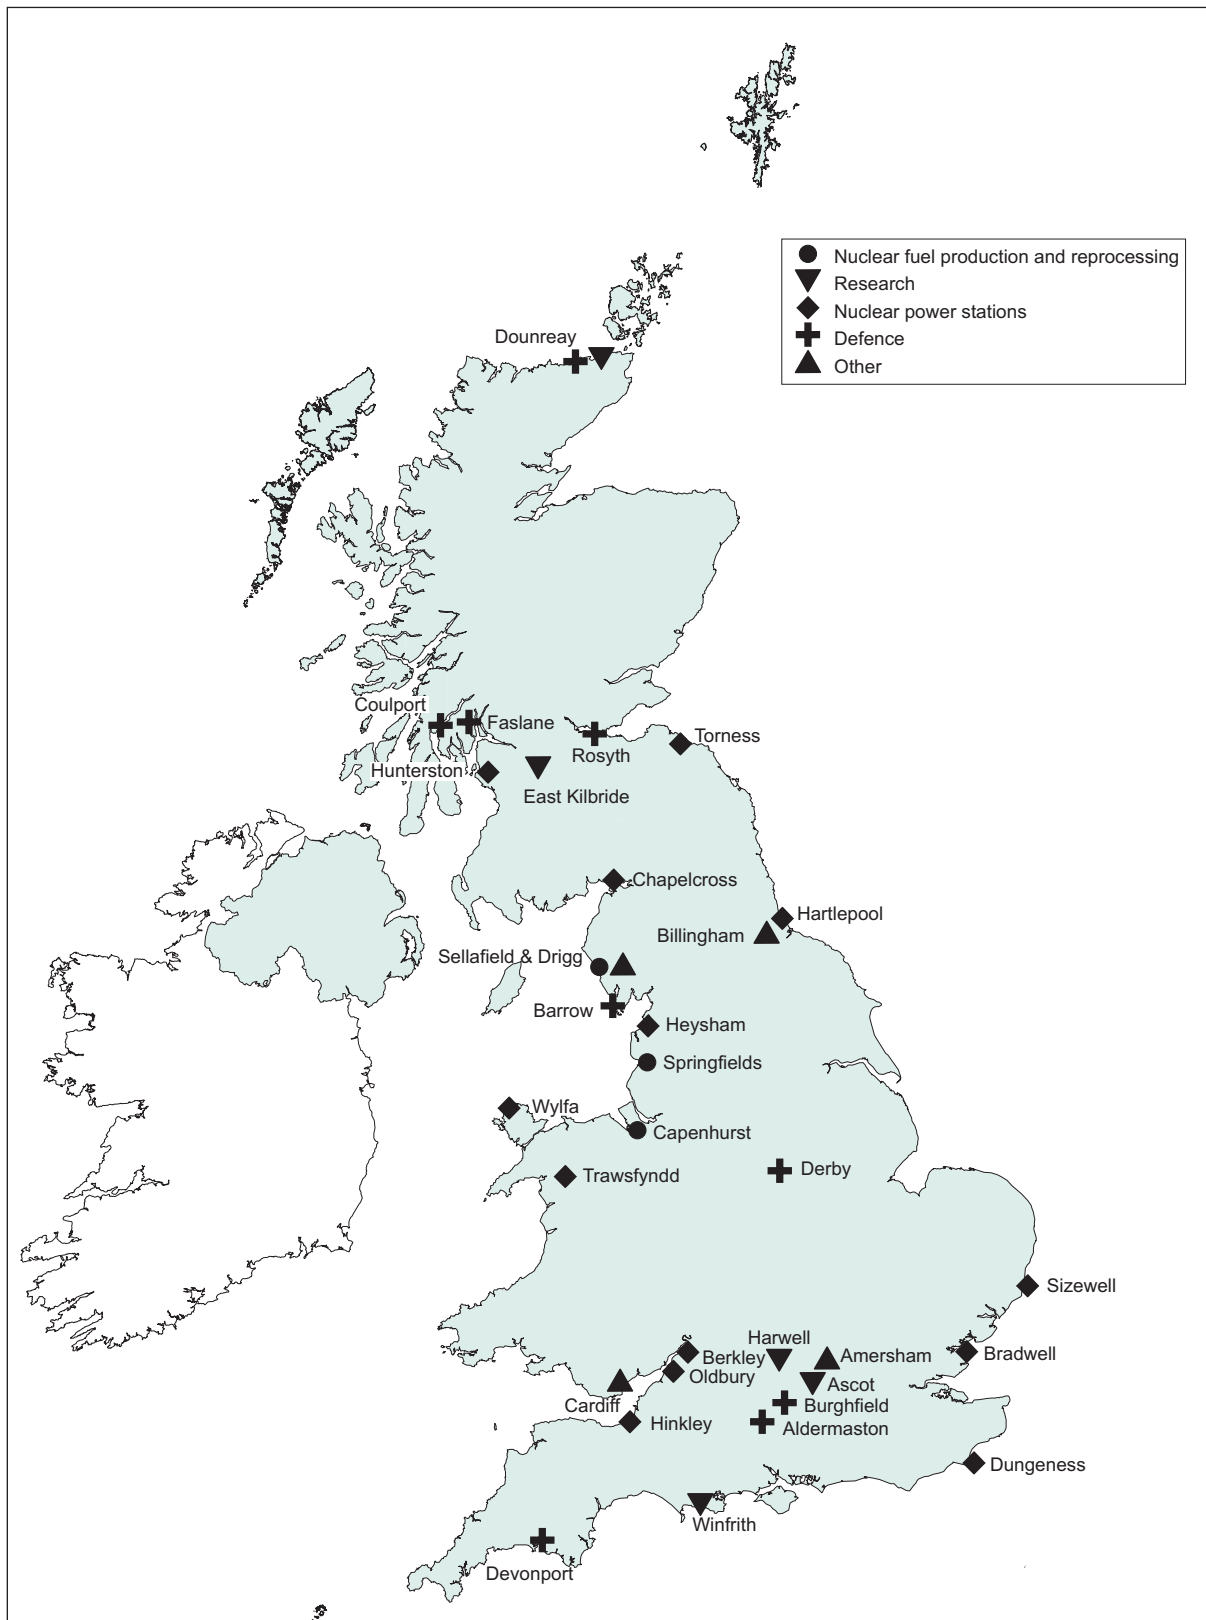 Nuclear fuel production and reprocessing
Research
Nuclear power stations
Defence
Other
Dounreay
Coulport
Faslane
Rosyth
Torness
Hunterston
East Kilbride
Chapelcross
Hartlepool
Billingham
Sellafield & Drigg
Barrow
Heysham
Springfields
Wylfa
Capenhurst
Trawsfyndd
Derby
Sizewell
Harwell
Berkley
Amersham
Bradwell
Oldbury
Ascot
Cardiff
Burghfield
Hinkley
Aldermaston
Dungeness
Winfrith
Devonport